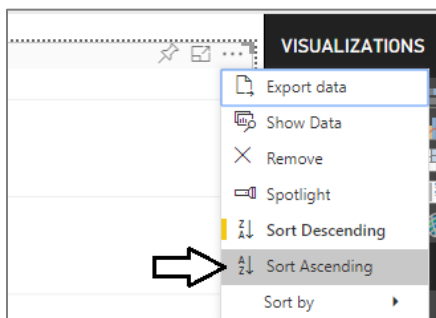 VISUALIZATIONS
Export data
Show Data
Remove
Spotlight
Sort Descending
Sort Ascending
Sort by